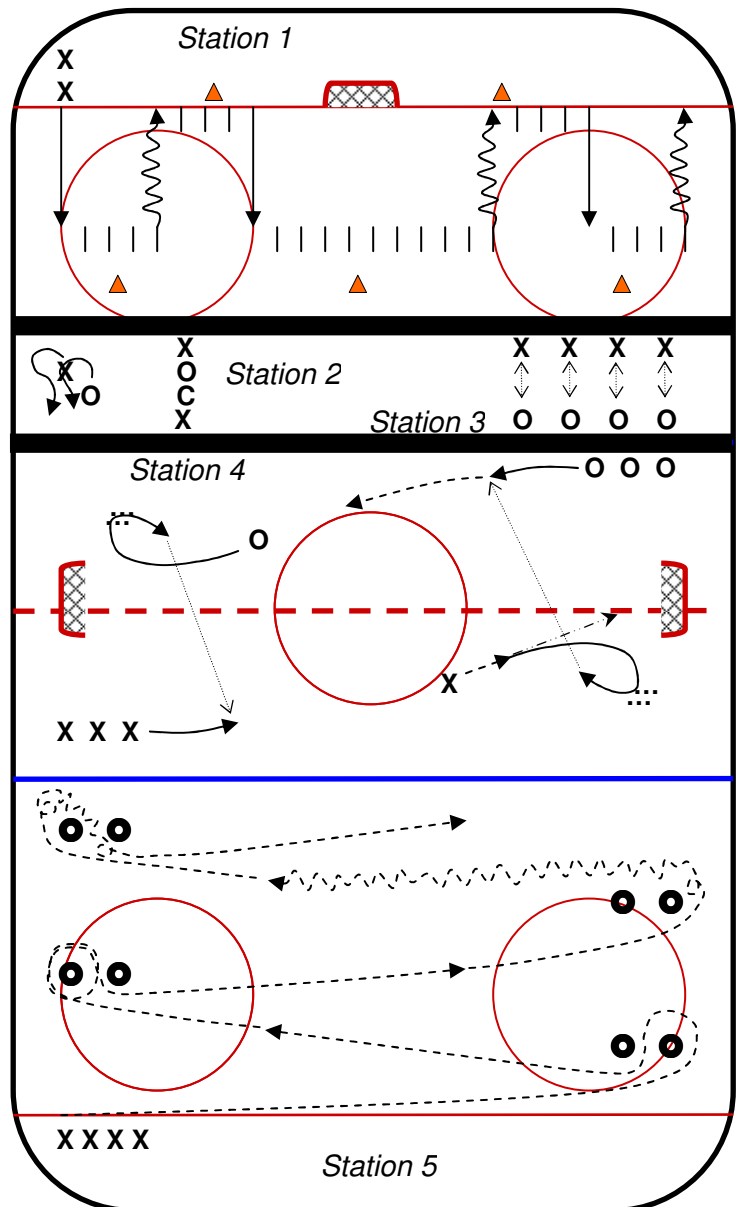 Station 1
X
X
X
O
X
O
C
X
Station 2
X X X X
Station 3
O O O O
Station 4
O O O
O
X
X X X
X X X X
Station 5